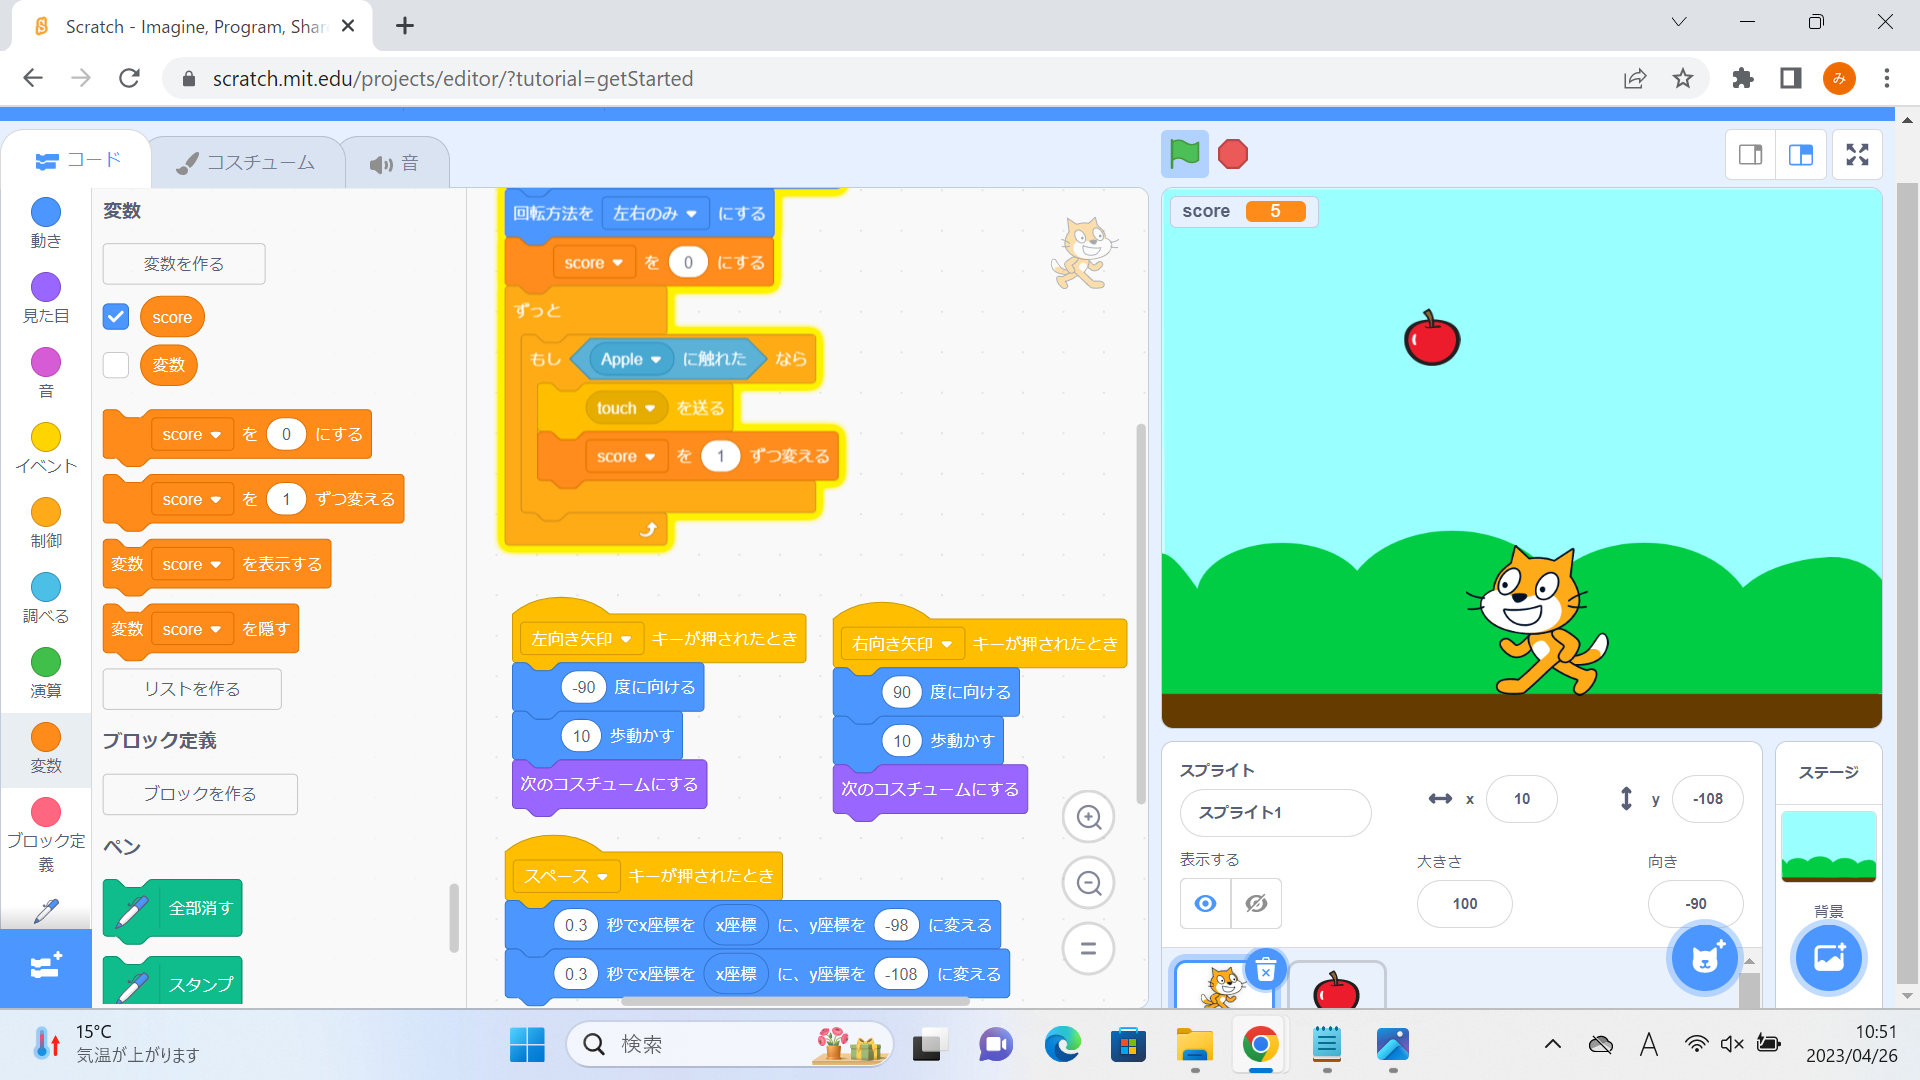 Scratch - Imagine, Program, Shar
scratch.mit.edu/projects/editor/?tutorial=getStarted
み
コード
コスチューム
音
動き
見た目
音
イベント
制御
調べる
演算
変数
ブロック定
義
変数
変数を作る
score
変数
score を 0 にする
score を 1 ずつ変える
変数 score を表示する
変数 score を隠す
リストを作る
ブロック定義
ブロックを作る
ペン
全部消す
スタンプ
回転方法を 左右のみ にする
score を 0 にする
ずっと
もし Apple に触れた なら
touch を送る
score を 1 ずつ変える
左向き矢印 キーが押されたとき
-90 度に向ける
10 歩動かす
次のコスチュームにする
右向き矢印 キーが押されたとき
90 度に向ける
10 歩動かす
次のコスチュームにする
スペース キーが押されたとき
0.3 秒でx座標を x座標 に、y座標を -98 に変える
0.3 秒でx座標を x座標 に、y座標を -108 に変える
score 5
スプライト
スプライト1
x 10
y -108
表示する
大きさ
100
向き
-90
ステージ
背景
15°C
気温が上がります
検索
A
10:51
2023/04/26